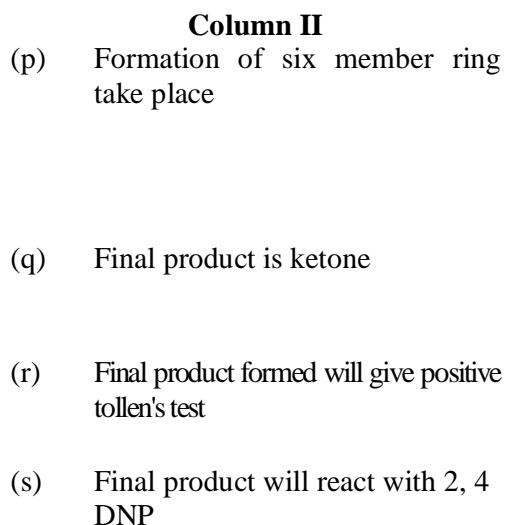 Column II
(p) Formation of six member ring
take place
(q) Final product is ketone
(r) Final product formed will give positive
tollen's test
(s) Final product will react with 2, 4
DNP